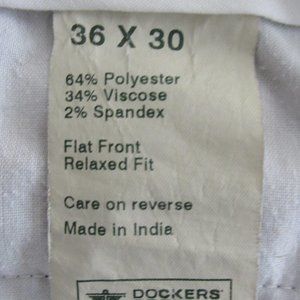 36 X 30
64% Polyester
34% Viscose
2% Spandex
Flat Front
Relaxed Fit
Care on reverse
Made in India
DOCKERS